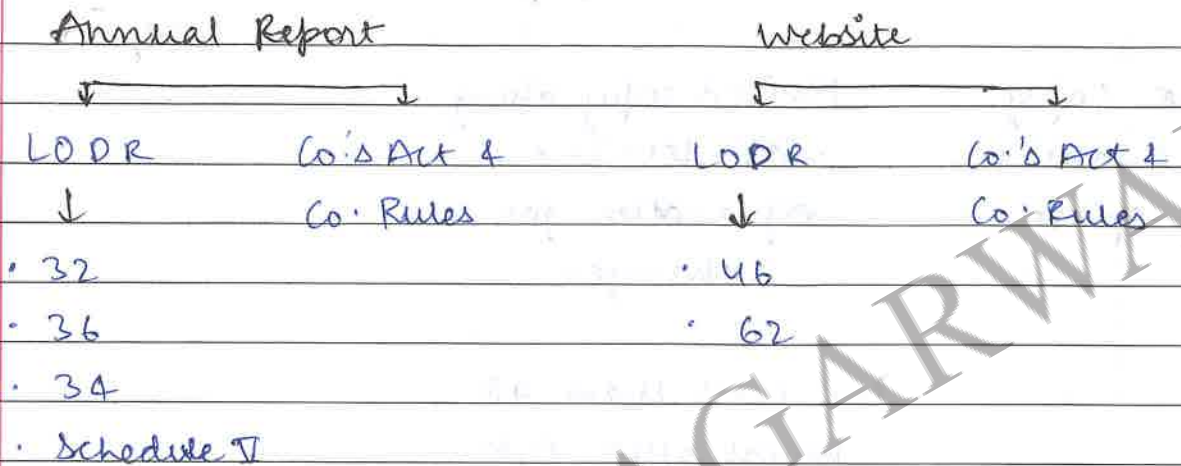 Annual Report Website
LODR Co.'s Act & LODR Co.'s Act &
Co. Rules Co. Rules
· 32 · 46
· 36 · 62
· 34
· Schedule V
AGARWA